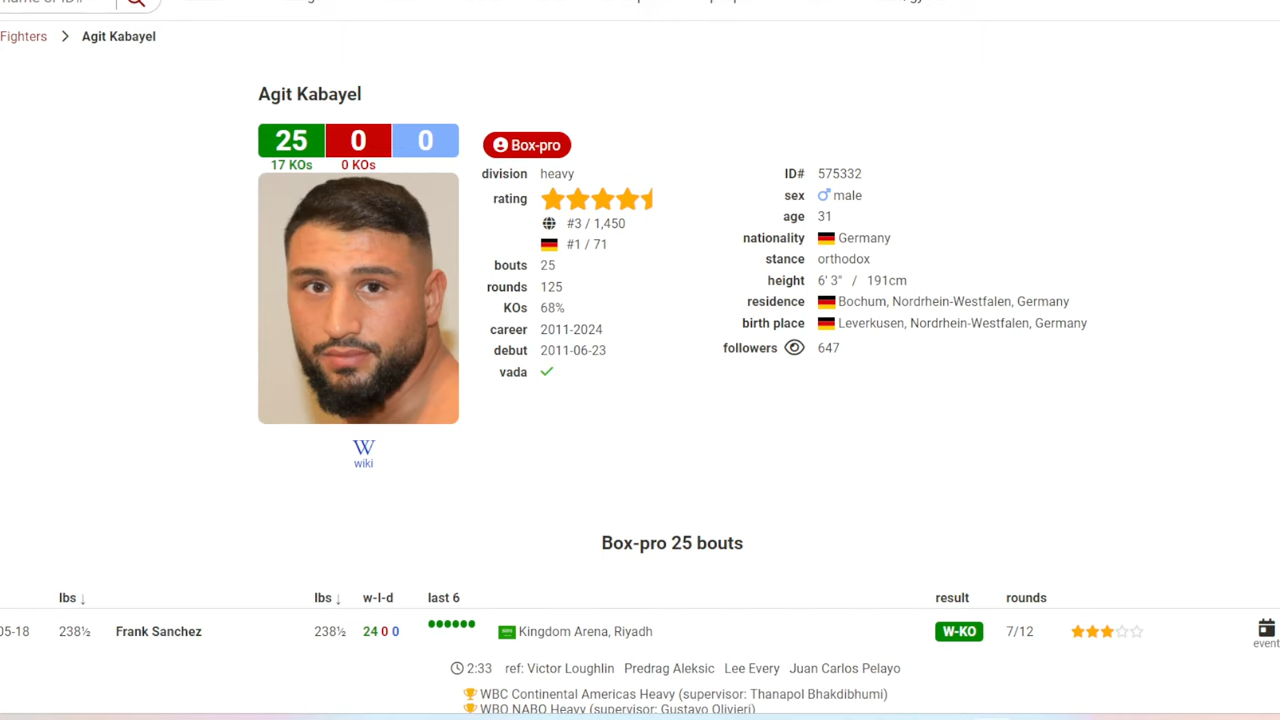 Fighters > Agit Kabayel
Agit Kabayel
25 0 0
17 KOs 0 KOs
Box-pro
division heavy
rating
#3 / 1,450
#1 / 71
bouts 25
rounds 125
KOs 68%
career 2011-2024
debut 2011-06-23
vada
ID# 575332
sex male
age 31
nationality Germany
stance orthodox
height 6' 3" / 191cm
residence Bochum, Nordrhein-Westfalen, Germany
birth place Leverkusen, Nordrhein-Westfalen, Germany
followers 647
W
wiki
Box-pro 25 bouts
lbs ↓ lbs ↓ w-l-d last 6 result rounds
05-18 238½ Frank Sanchez 238½ 24 0 0 Kingdom Arena, Riyadh W-KO 7/12
event
2:33 ref: Victor Loughlin Predrag Aleksic Lee Every Juan Carlos Pelayo
WBC Continental Americas Heavy (supervisor: Thanapol Bhakdibhumi)
WBO NABO Heavy (supervisor: Gustavo Olivieri)